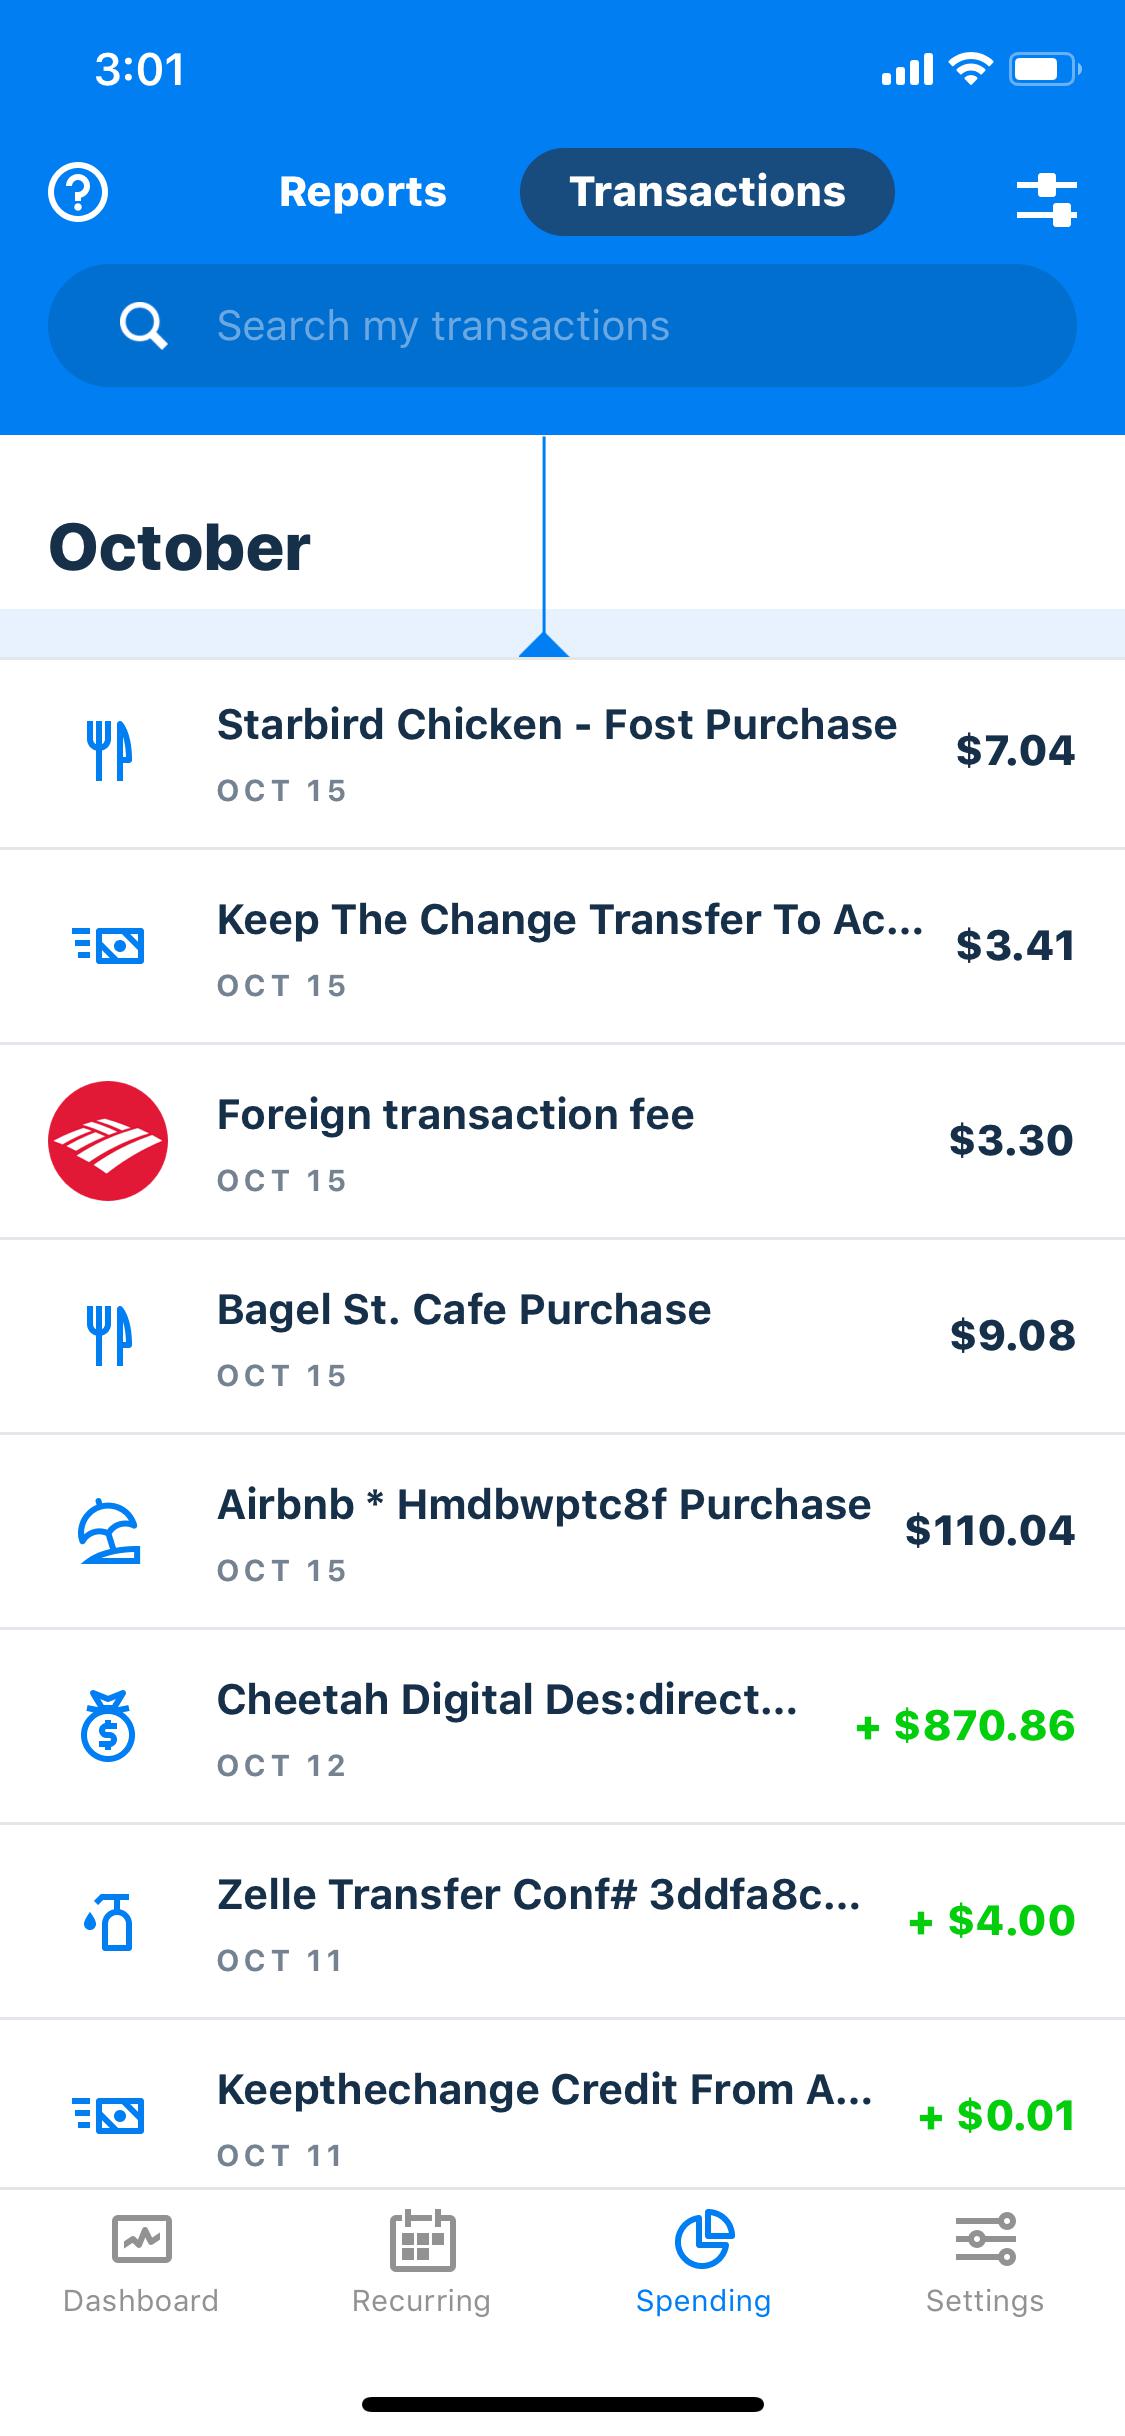 3:01
Reports Transactions
Search my transactions
October
Starbird Chicken - Fost Purchase
$7.04
OCT 15
Keep The Change Transfer To Ac...
$3.41
OCT 15
Foreign transaction fee
$3.30
OCT 15
Bagel St. Cafe Purchase
$9.08
OCT 15
Airbnb * Hmdbwptc8f Purchase
$110.04
OCT 15
Cheetah Digital Des:direct...
+ $870.86
OCT 12
Zelle Transfer Conf# 3ddfa8c...
+ $4.00
OCT 11
Keepthechange Credit From A...
+ $0.01
OCT 11
Dashboard Recurring Spending Settings